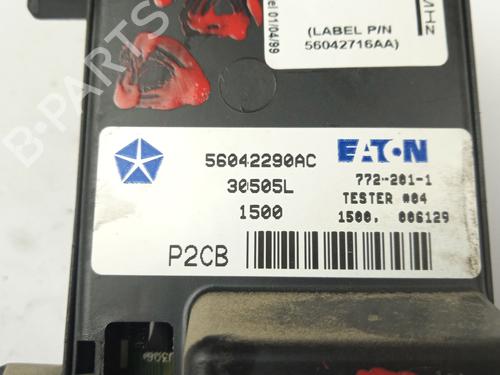 el 01/04/99
(LABEL P/N
56042716AA)
MHz
B-PARTS
56042290AC
EATON
30505L
772-281-1
1500
TESTER #04
1500, 006129
P2CB